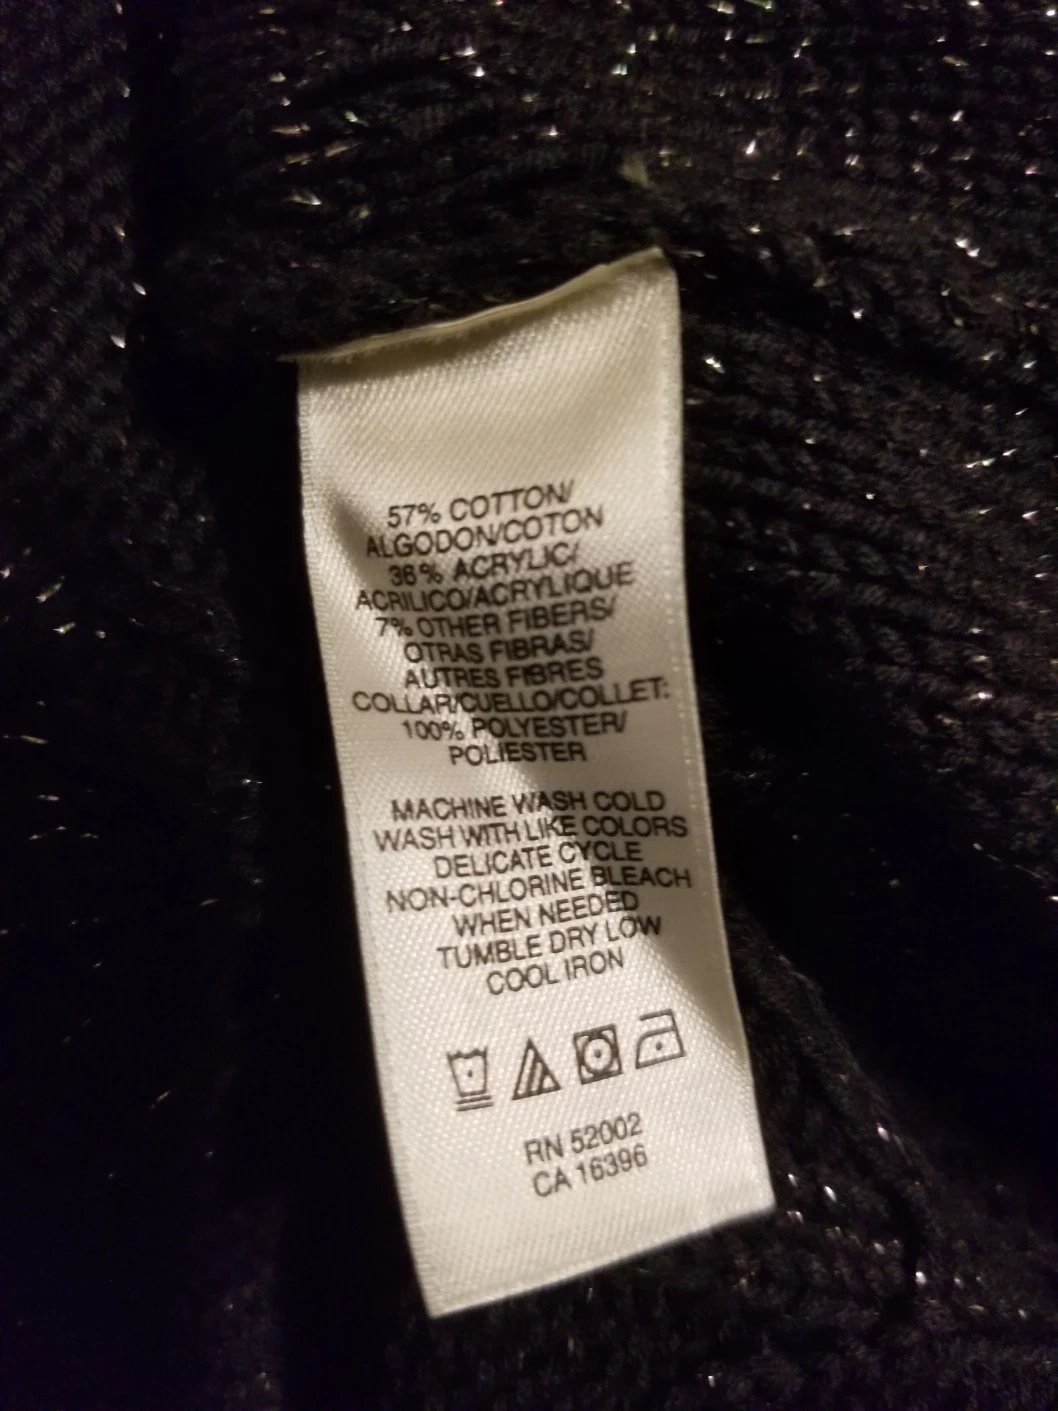 57% COTTON/
ALGODON/COTON
36% ACRYLIC/
ACRILICO/ACRYLIQUE
7% OTHER FIBERS/
OTRAS FIBRAS/
AUTRES FIBRES
COLLAR/CUELLO/COLLET:
100% POLYESTER/
POLIESTER
MACHINE WASH COLD
WASH WITH LIKE COLORS
DELICATE CYCLE
NON-CHLORINE BLEACH
WHEN NEEDED
TUMBLE DRY LOW
COOL IRON
RN 52002
CA 16396